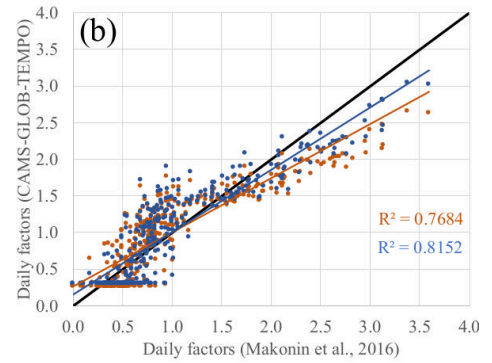 (b)
Daily factors (CAMS-GLOB-TEMPO)
4.0
3.5
3.0
2.5
2.0
1.5
1.0
0.5
0.0
R² = 0.7684
R² = 0.8152
0.0 0.5 1.0 1.5 2.0 2.5 3.0 3.5 4.0
Daily factors (Makonin et al., 2016)